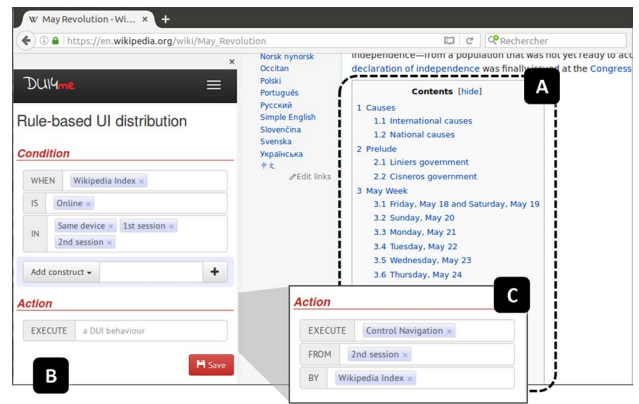 W May Revolution - Wi... × +
https://en.wikipedia.org/wiki/May_Revolution
Rechercher
×
DUI4me
Rule-based UI distribution
Condition
WHEN Wikipedia Index ×
IS Online ×
IN Same device × 1st session ×
2nd session ×
Add construct +
Action
EXECUTE a DUI behaviour
Save
B
Norsk nynorsk
Occitan
Polski
Português
Русский
Simple English
Slovenčina
Svenska
Українська
中文
Edit links
independence—from a population that was not yet ready to acc
declaration of independence was finally issued at the Congress
A
Contents [hide]
1 Causes
1.1 International causes
1.2 National causes
2 Prelude
2.1 Liniers government
2.2 Cisneros government
3 May Week
3.1 Friday, May 18 and Saturday, May 19
3.2 Sunday, May 20
3.3 Monday, May 21
3.4 Tuesday, May 22
3.5 Wednesday, May 23
3.6 Thursday, May 24
C
Action
EXECUTE Control Navigation ×
FROM 2nd session ×
BY Wikipedia Index ×